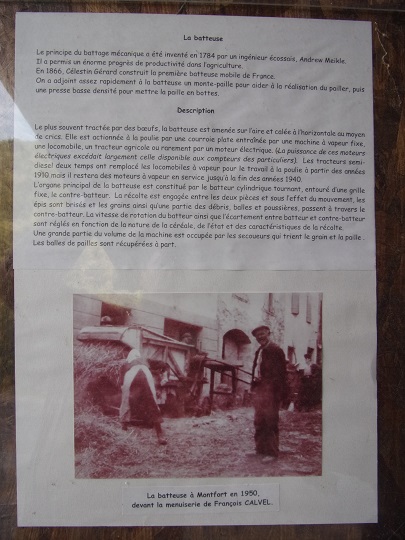 La batteuse
Le principe du battage mécanique a été inventé en 1784 par un ingénieur écossais, Andrew Meikle.
Il a permis un énorme progrès de productivité dans l'agriculture.
En 1866, Célestin Gérard construit la première batteuse mobile de France.
On a adjoint assez rapidement à la batteuse un monte-paille pour aider à la réalisation du pailler, puis
une presse basse densité pour mettre la paille en bottes.
Description
Le plus souvent tractée par des bœufs, la batteuse est amenée sur l'aire et calée à l'horizontale au moyen
de crics. Elle est actionnée à la poulie par une courroie plate entraînée par une machine à vapeur fixe,
une locomobile, un tracteur agricole ou rarement par un moteur électrique. (La puissance de ces moteurs
électriques excédait largement celle disponible aux compteurs des particuliers). Les tracteurs semi-
diesel deux temps ont remplacé les locomobiles à vapeur pour le travail à la poulie à partir des années
1910, mais il restera des moteurs à vapeur en service jusqu'à la fin des années 1940.
L'organe principal de la batteuse est constitué par le batteur cylindrique tournant, entouré d'une grille
fixe, le contre-batteur. La récolte est engagée entre les deux pièces et sous l'effet du mouvement, les
épis sont brisés et les grains ainsi qu'une partie des débris, balles et poussières, passent à travers le
contre-batteur. La vitesse de rotation du batteur ainsi que l'écartement entre batteur et contre-batteur
sont réglés en fonction de la nature de la céréale, de l'état et des caractéristiques de la récolte.
Une grande partie du volume de la machine est occupée par les secoueurs qui trient le grain et la paille.
Les balles de pailles sont récupérées à part.
La batteuse à Montfort en 1950,
devant la menuiserie de François CALVEL.